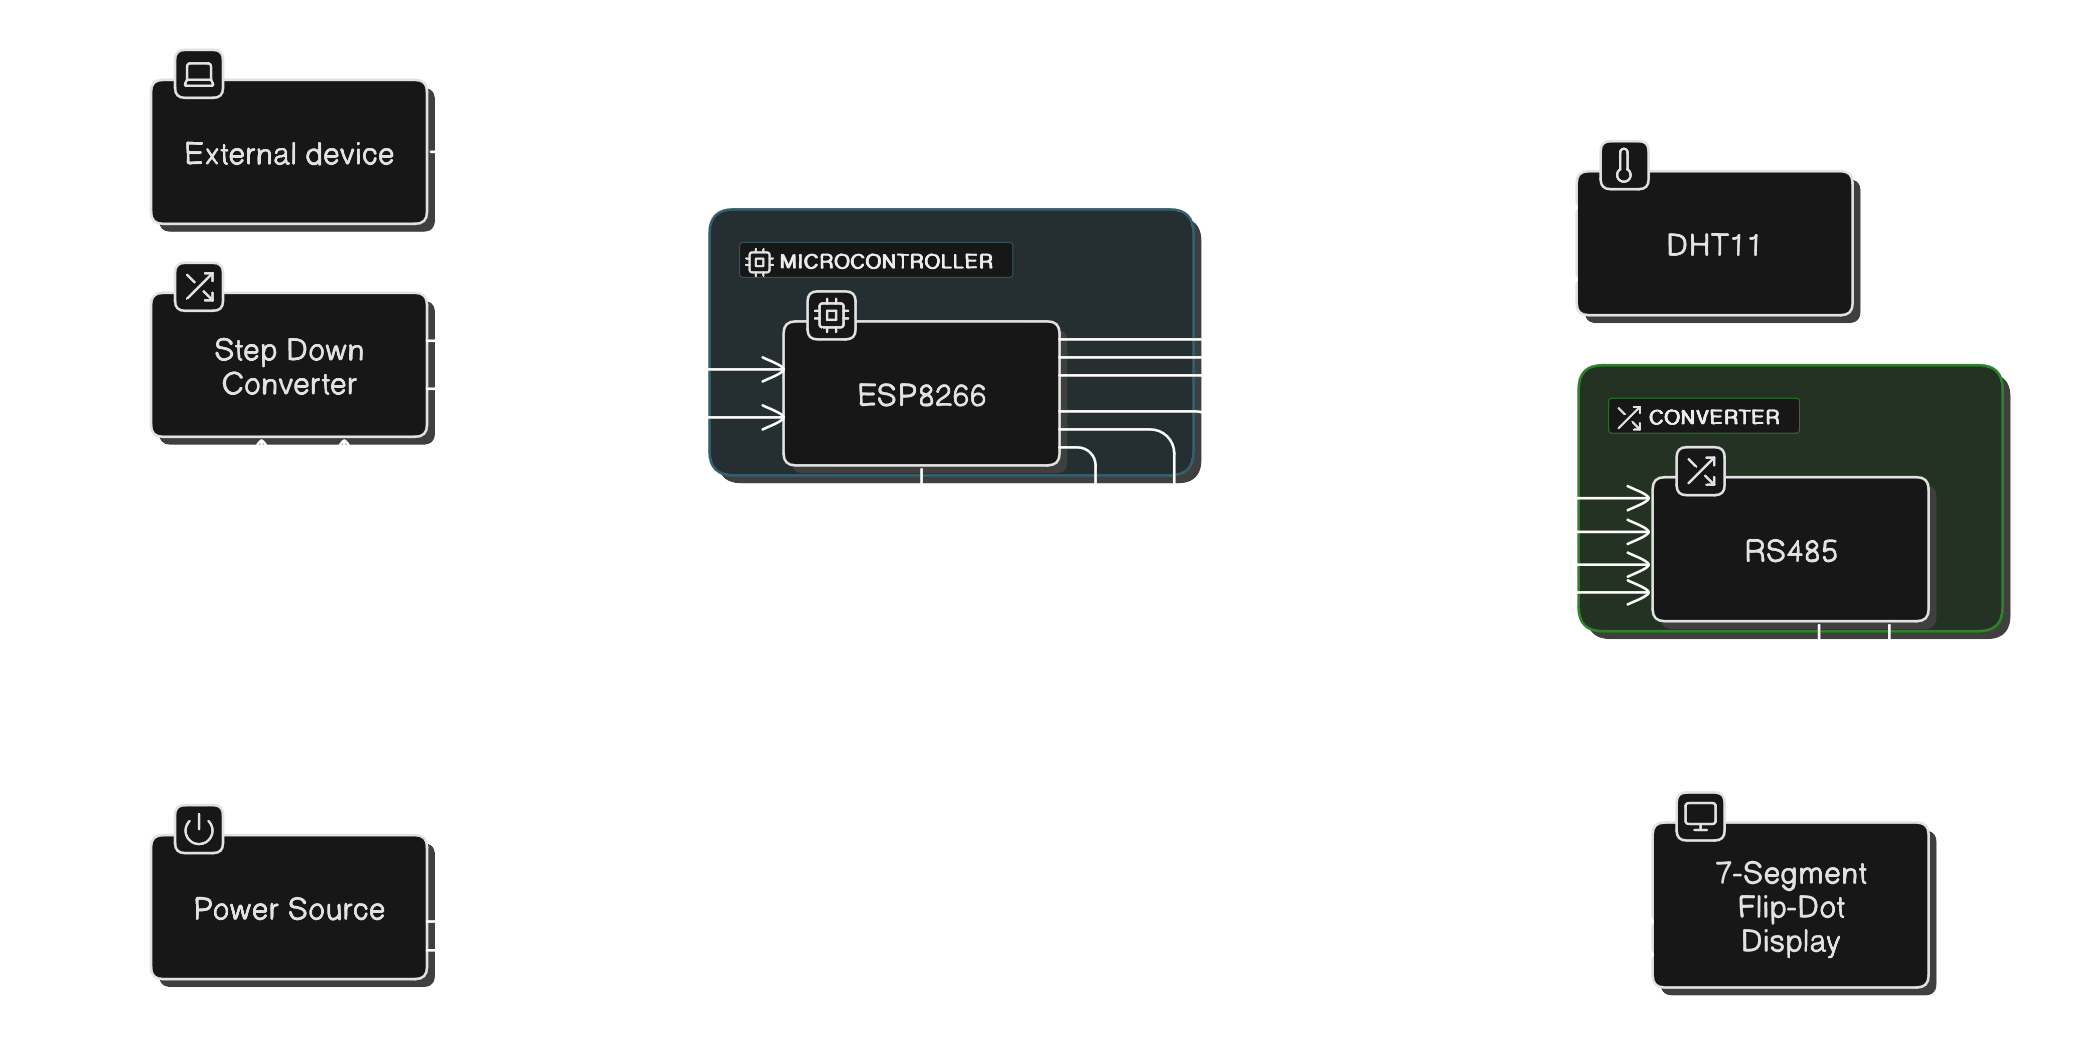 External device
Step Down
Converter
MICROCONTROLLER
ESP8266
DHT11
CONVERTER
RS485
Power Source
7-Segment
Flip-Dot
Display